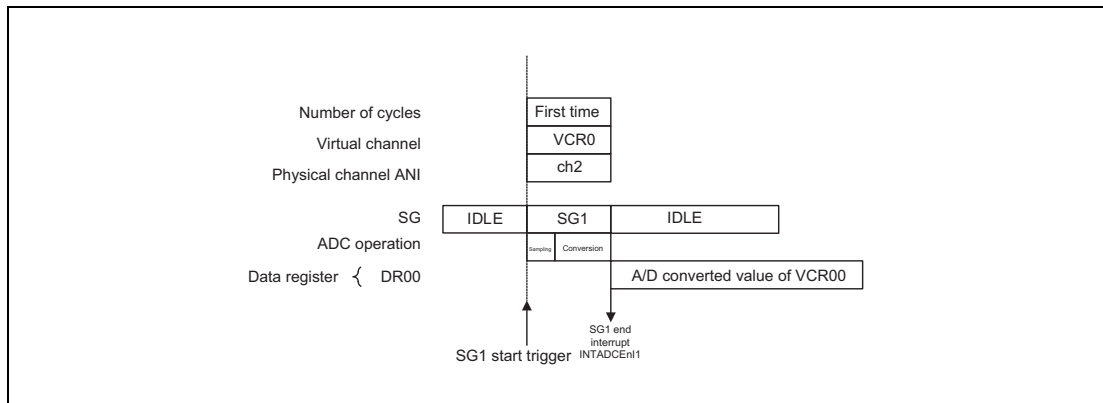 Number of cycles First time
Virtual channel VCR0
Physical channel ANI ch2
SG IDLE SG1 IDLE
ADC operation Sampling Conversion
Data register { DR00 A/D converted value of VCR00
SG1 start trigger
SG1 end
interrupt
INTADCEnI1